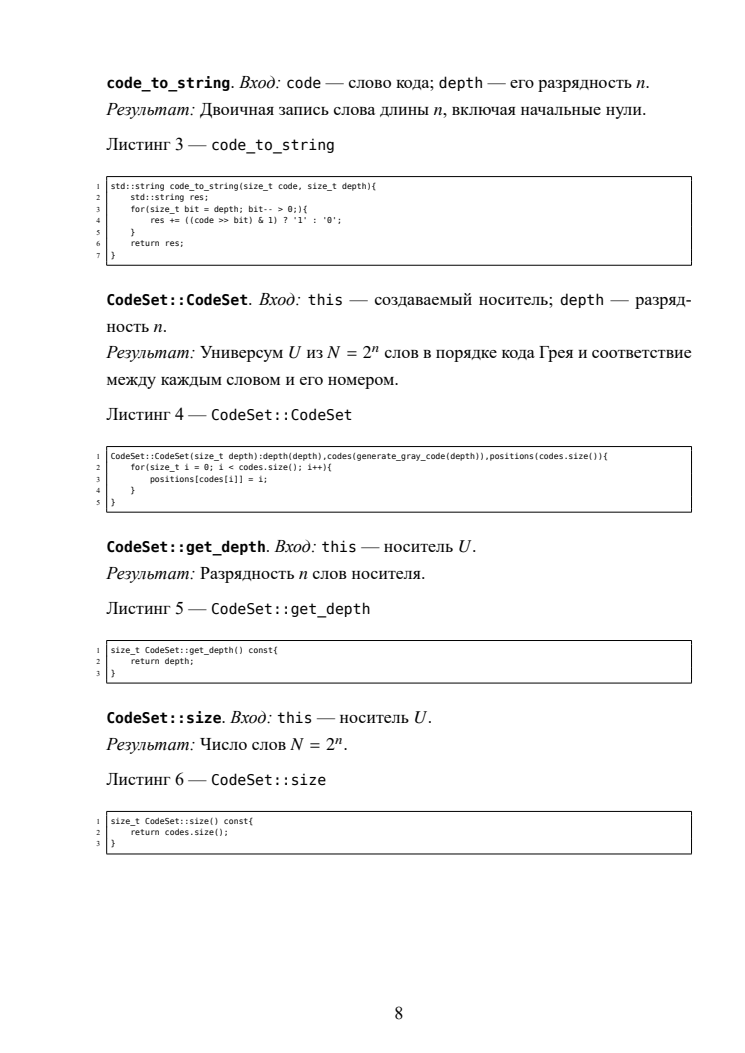 code_to_string. Вход: code — слово кода; depth — его разрядность n.
Результат: Двоичная запись слова длины n, включая начальные нули.
Листинг 3 — code_to_string
1 std::string code_to_string(size_t code, size_t depth){
2     std::string res;
3     for(size_t bit = depth; bit-- > 0;){
4         res += ((code >> bit) & 1) ? '1' : '0';
5     }
6     return res;
7 }
CodeSet::CodeSet. Вход: this — создаваемый носитель; depth — разряд-
ность n.
Результат: Универсум U из N = 2ⁿ слов в порядке кода Грея и соответствие
между каждым словом и его номером.
Листинг 4 — CodeSet::CodeSet
1 CodeSet::CodeSet(size_t depth):depth(depth),codes(generate_gray_code(depth)),positions(codes.size()){
2     for(size_t i = 0; i < codes.size(); i++){
3         positions[codes[i]] = i;
4     }
5 }
CodeSet::get_depth. Вход: this — носитель U.
Результат: Разрядность n слов носителя.
Листинг 5 — CodeSet::get_depth
1 size_t CodeSet::get_depth() const{
2     return depth;
3 }
CodeSet::size. Вход: this — носитель U.
Результат: Число слов N = 2ⁿ.
Листинг 6 — CodeSet::size
1 size_t CodeSet::size() const{
2     return codes.size();
3 }
8